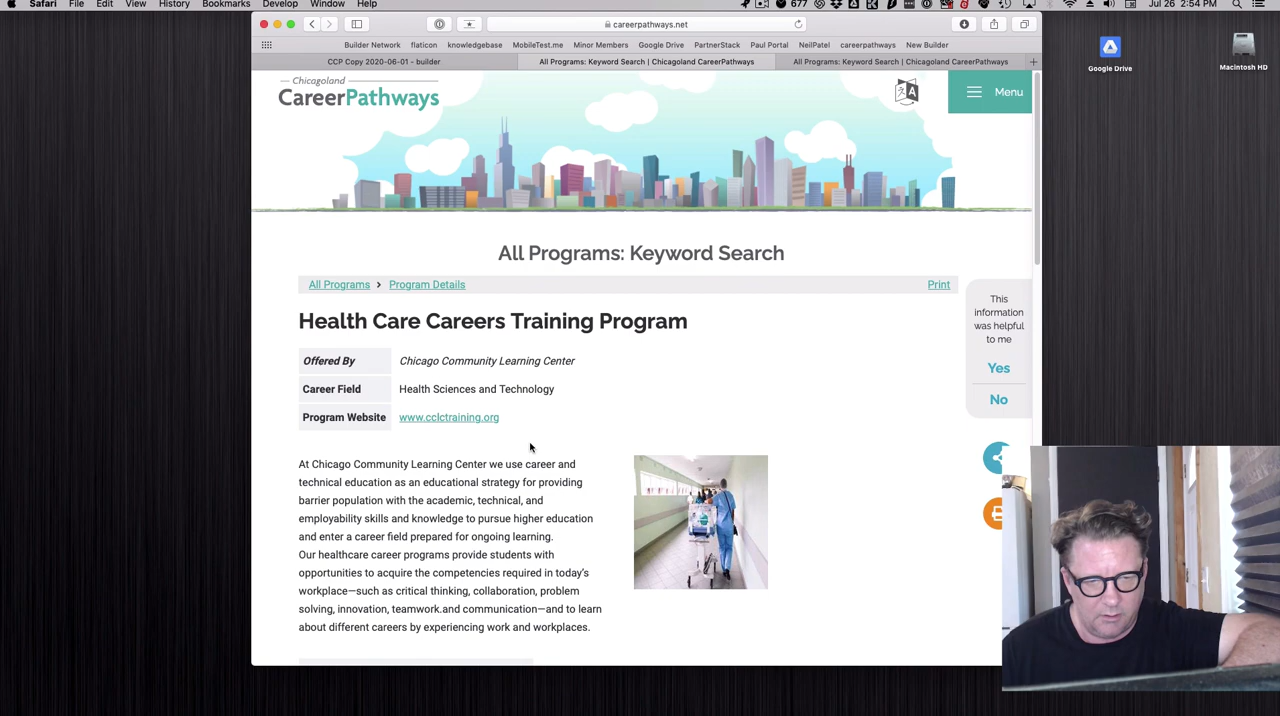 Safari File Edit View History Bookmarks Develop Window Help 677 Jul 26 2:54 PM
careerpathways.net
Builder Network flaticon knowledgebase MobileTest.me Minor Members Google Drive PartnerStack Paul Portal NeilPatel careerpathways New Builder
CCP Copy 2020-06-01 - builder All Programs: Keyword Search | Chicagoland CareerPathways All Programs: Keyword Search | Chicagoland CareerPathways
Google Drive
Macintosh HD
Chicagoland
CareerPathways
Menu
All Programs: Keyword Search
All Programs > Program Details Print
Health Care Careers Training Program
Offered By Chicago Community Learning Center
Career Field Health Sciences and Technology
Program Website www.cclctraining.org
This
information
was helpful
to me
Yes
No
At Chicago Community Learning Center we use career and
technical education as an educational strategy for providing
barrier population with the academic, technical, and
employability skills and knowledge to pursue higher education
and enter a career field prepared for ongoing learning.
Our healthcare career programs provide students with
opportunities to acquire the competencies required in today's
workplace—such as critical thinking, collaboration, problem
solving, innovation, teamwork.and communication—and to learn
about different careers by experiencing work and workplaces.